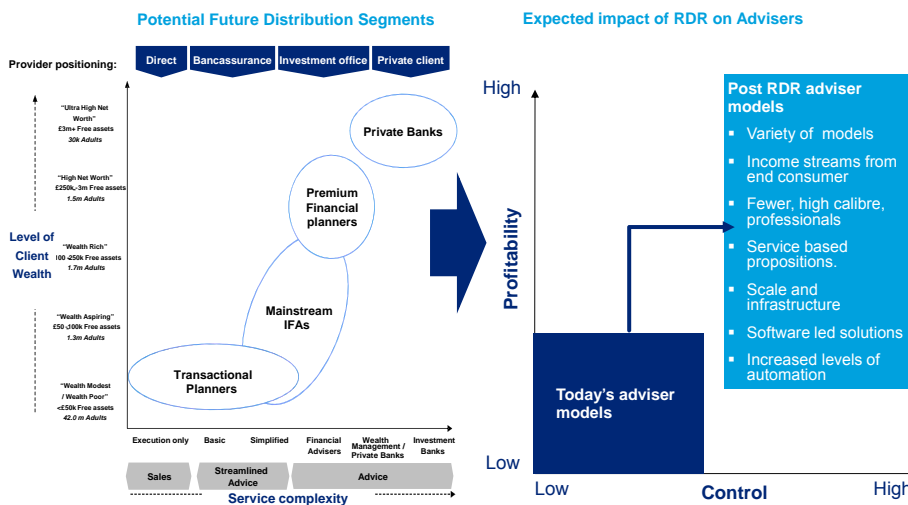 Potential Future Distribution Segments
Expected impact of RDR on Advisers
Provider positioning:
Direct
Bancassurance
Investment office
Private client
"Ultra High Net
Worth"
£3m+ Free assets
30k Adults
"High Net Worth"
£250k-3m Free assets
1.5m Adults
Level of
Client
Wealth
"Wealth Rich"
100-250k Free assets
1.7m Adults
"Wealth Aspiring"
£50-100k Free assets
1.3m Adults
"Wealth Modest
/ Wealth Poor"
<£50k Free assets
42.0 m Adults
Private Banks
Premium
Financial
planners
Mainstream
IFAs
Transactional
Planners
Execution only
Basic
Simplified
Financial
Advisers
Wealth
Management /
Private Banks
Investment
Banks
Sales
Streamlined
Advice
Advice
Service complexity
High
Profitability
Low
Today's adviser
models
Post RDR adviser
models
▪ Variety of models
▪ Income streams from
end consumer
▪ Fewer, high calibre,
professionals
▪ Service based
propositions.
▪ Scale and
infrastructure
▪ Software led solutions
▪ Increased levels of
automation
Low
Control
High